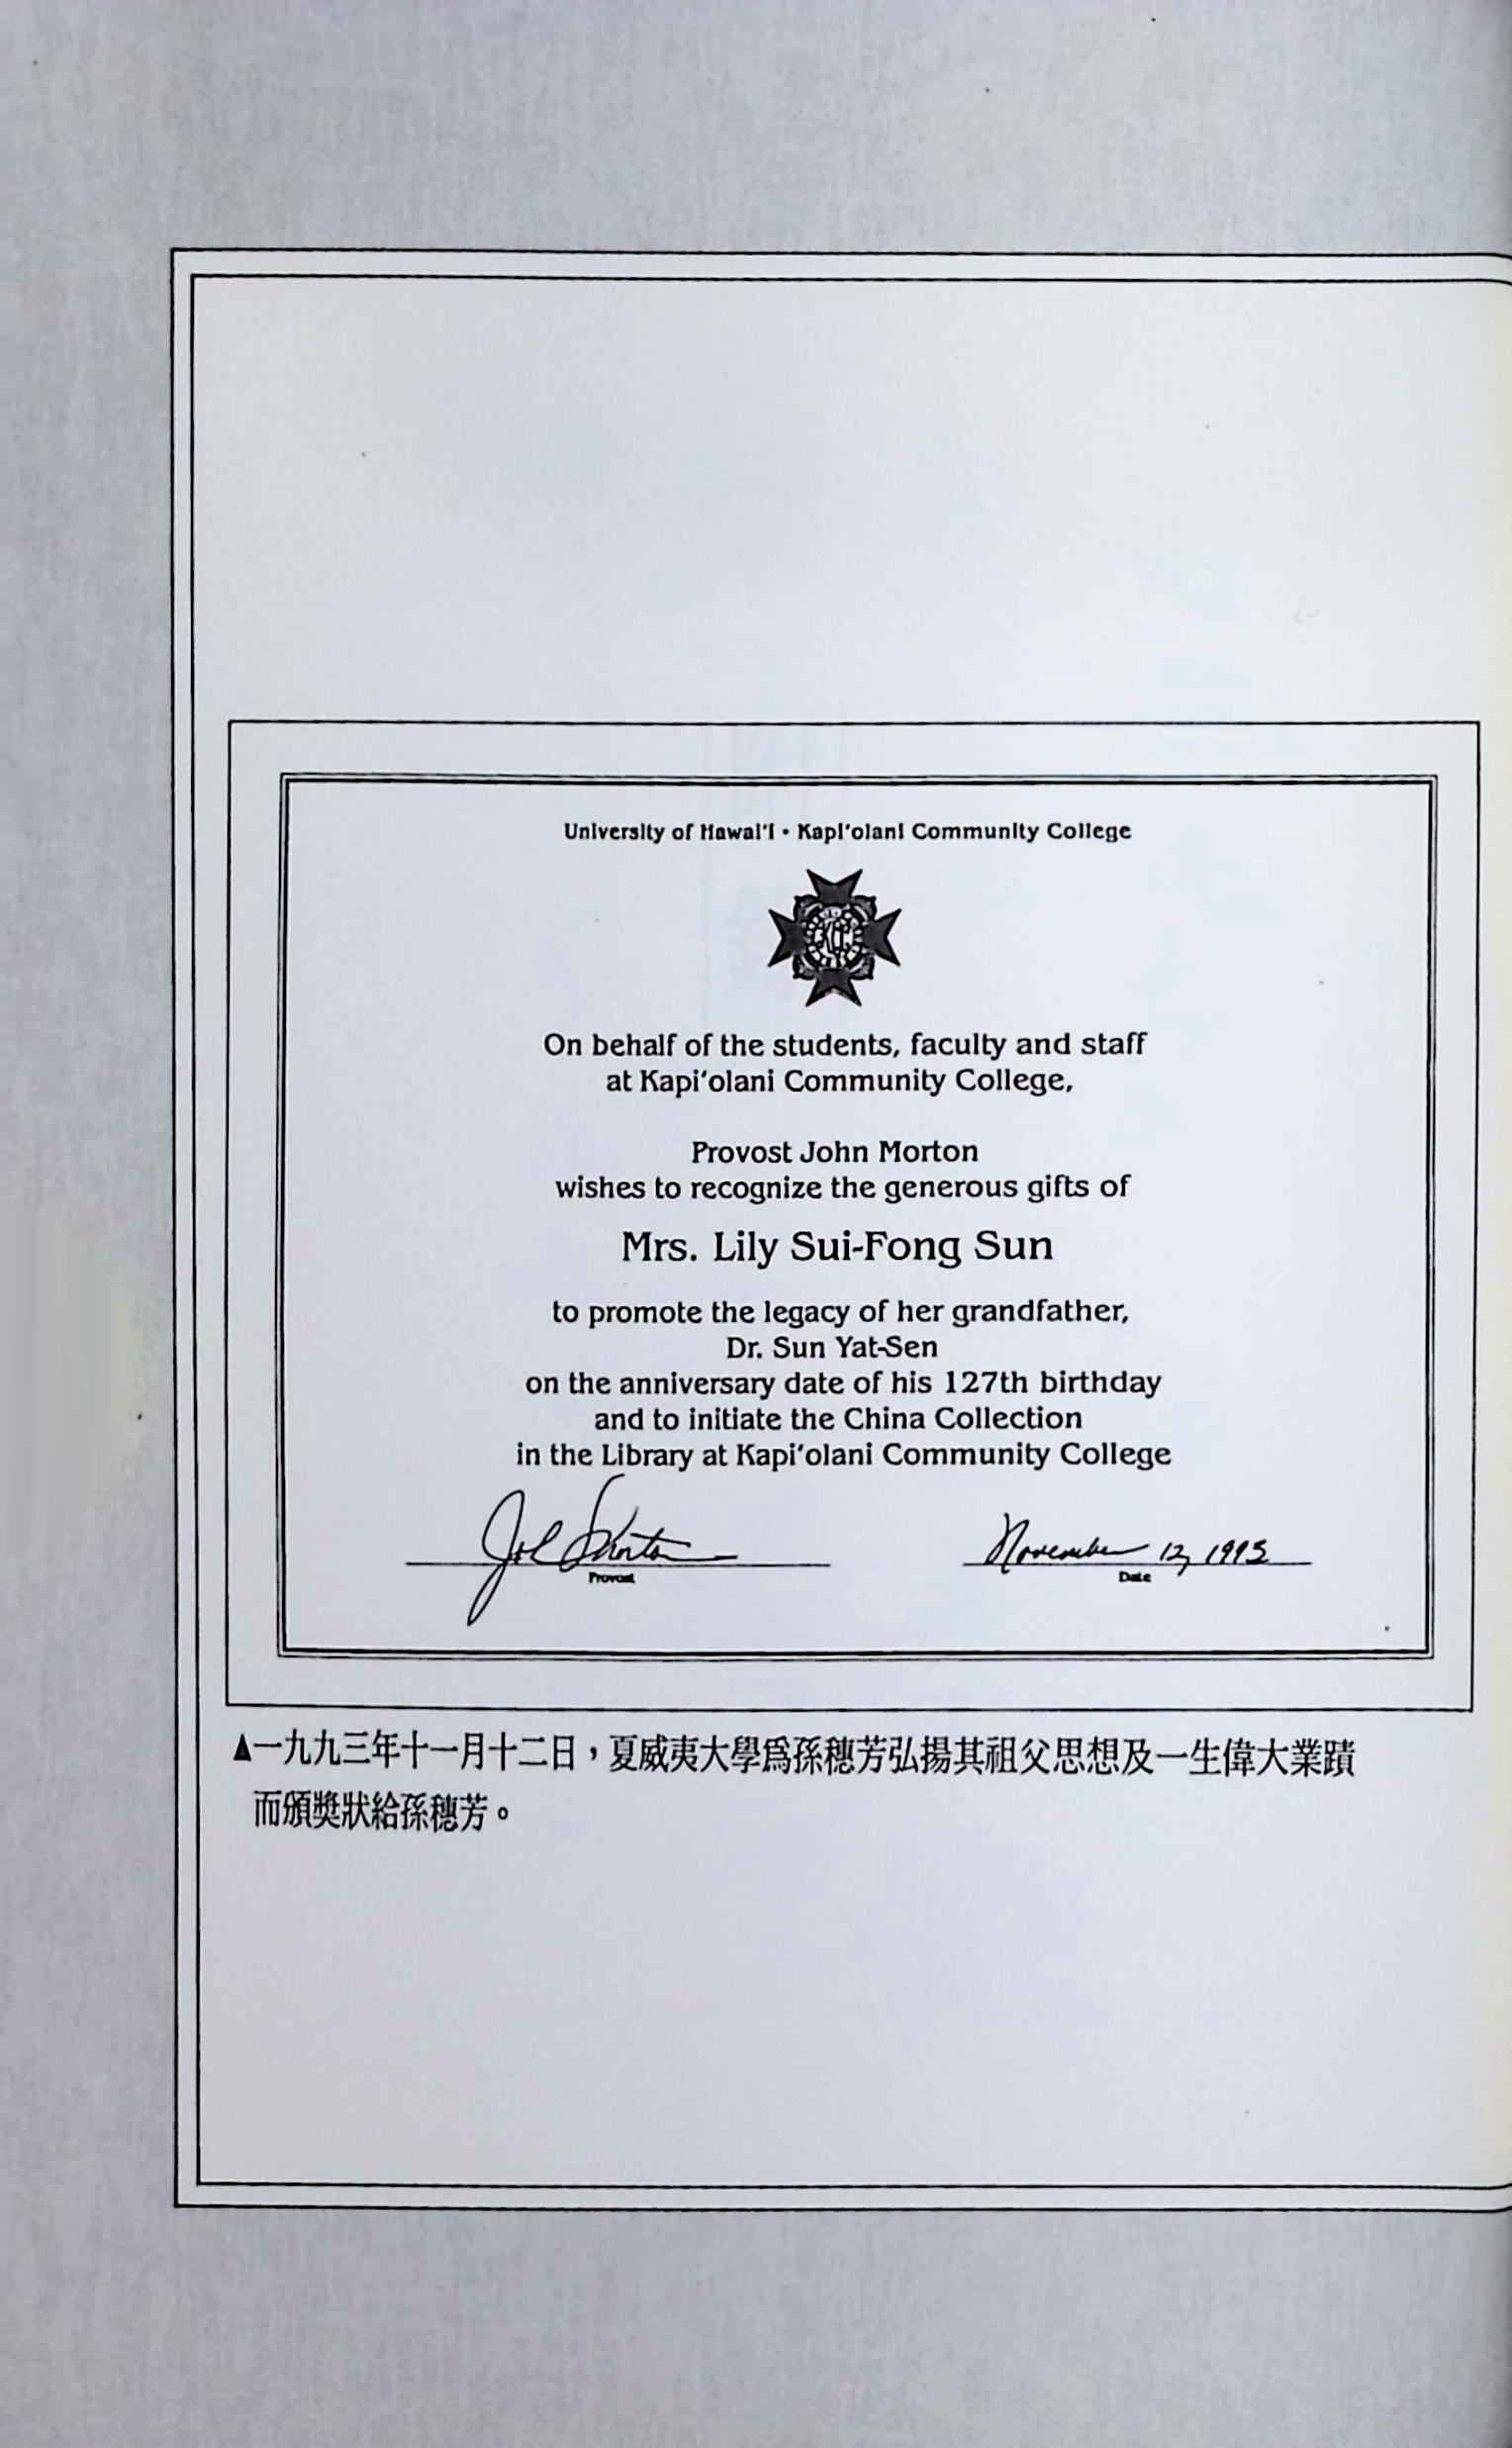 University of Hawai'i • Kapi'olani Community College
KCC
On behalf of the students, faculty and staff
at Kapi'olani Community College,
Provost John Morton
wishes to recognize the generous gifts of
Mrs. Lily Sui-Fong Sun
to promote the legacy of her grandfather,
Dr. Sun Yat-Sen
on the anniversary date of his 127th birthday
and to initiate the China Collection
in the Library at Kapi'olani Community College
John Morton November 12, 1993
Provost Date
▲一九九三年十一月十二日，夏威夷大學爲孫穗芳弘揚其祖父思想及一生偉大業蹟
而頒獎狀給孫穗芳。